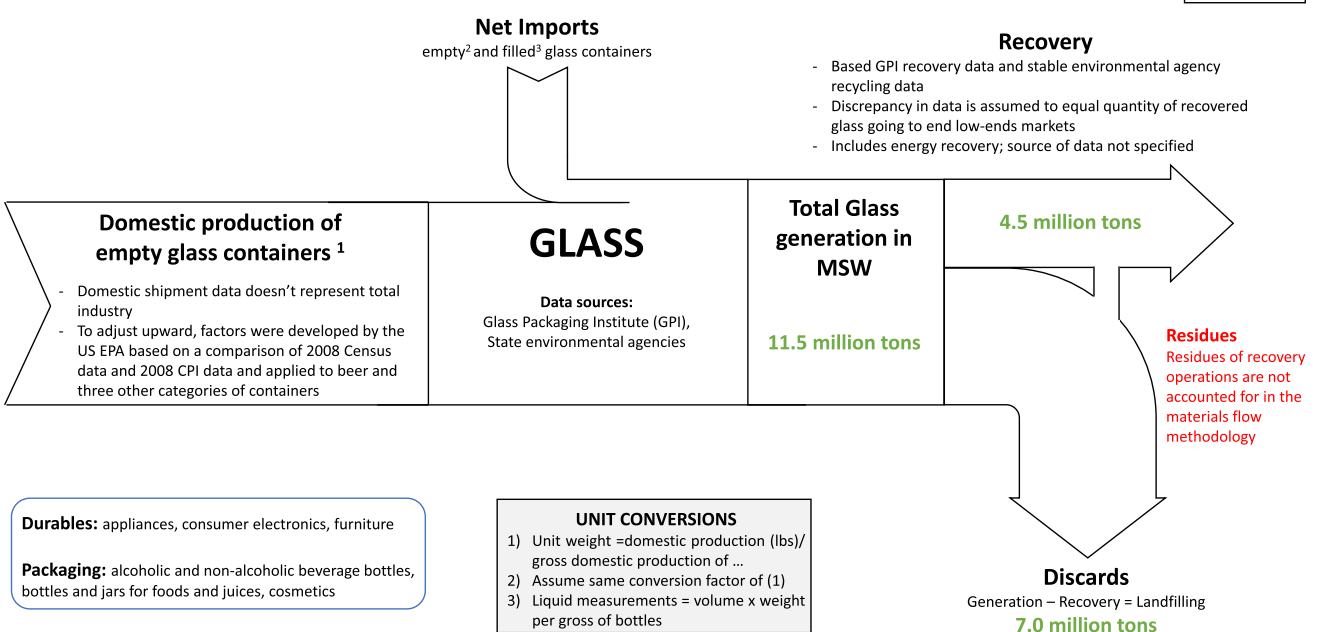 Net Imports
empty2 and filled3 glass containers
Recovery
- Based GPI recovery data and stable environmental agency
recycling data
- Discrepancy in data is assumed to equal quantity of recovered
glass going to end low-ends markets
- Includes energy recovery; source of data not specified
Domestic production of
empty glass containers 1
- Domestic shipment data doesn't represent total
industry
- To adjust upward, factors were developed by the
US EPA based on a comparison of 2008 Census
data and 2008 CPI data and applied to beer and
three other categories of containers
GLASS
Data sources:
Glass Packaging Institute (GPI),
State environmental agencies
Total Glass
generation in
MSW
11.5 million tons
4.5 million tons
Residues
Residues of recovery
operations are not
accounted for in the
materials flow
methodology
Durables: appliances, consumer electronics, furniture
Packaging: alcoholic and non-alcoholic beverage bottles,
bottles and jars for foods and juices, cosmetics
UNIT CONVERSIONS
1) Unit weight =domestic production (lbs)/
gross domestic production of …
2) Assume same conversion factor of (1)
3) Liquid measurements = volume x weight
per gross of bottles
Discards
Generation – Recovery = Landfilling
7.0 million tons